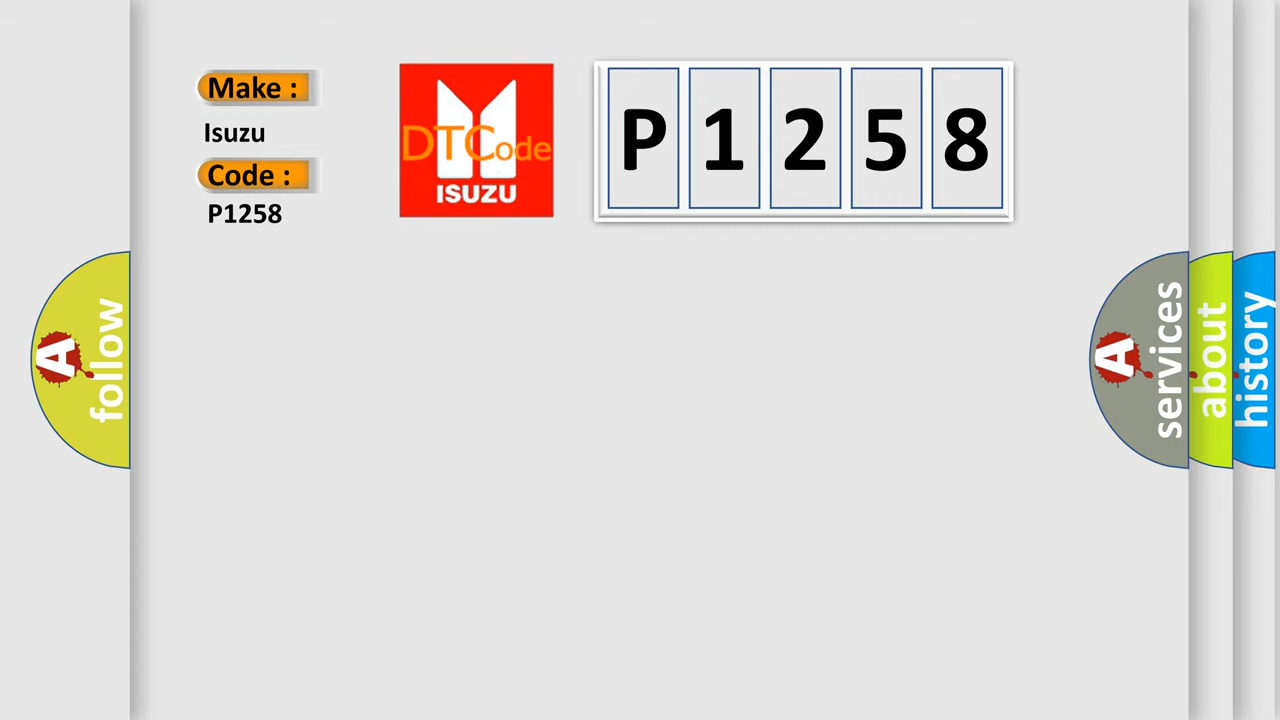 Make :
Isuzu
Code :
P1258
DTCode
ISUZU
P 1 2 5 8
A follow
A services
about
history